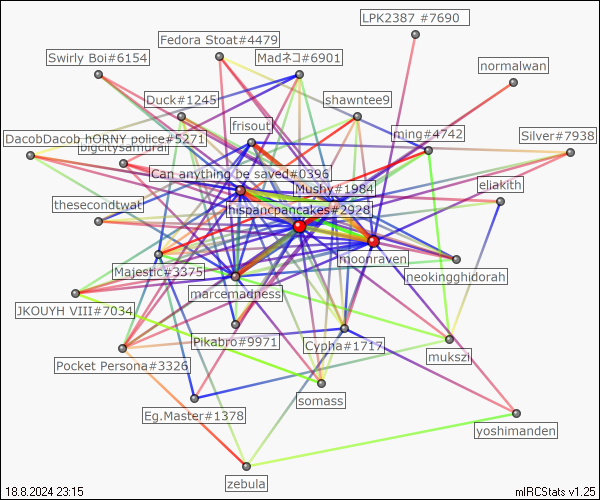 LPK2387 #7690
Fedora Stoat#4479
Swirly Boi#6154
Madネコ#6901
normalwan
Duck#1245
shawntee9
frisout
ming#4742
Silver#7938
DacobDacob hORNY police#5271
bigcitysamurai
Can anything be saved#0396
Mushy#1984
eliakith
thesecondtwat
hispancpancakes#2928
moonraven
Majestic#3375
neokingghidorah
marcemadness
JKOUYH VIII#7034
Pikabro#9971
Cypha#1717
mukszi
Pocket Persona#3326
somass
Eg.Master#1378
yoshimanden
zebula
18.8.2024 23:15
mIRCStats v1.25